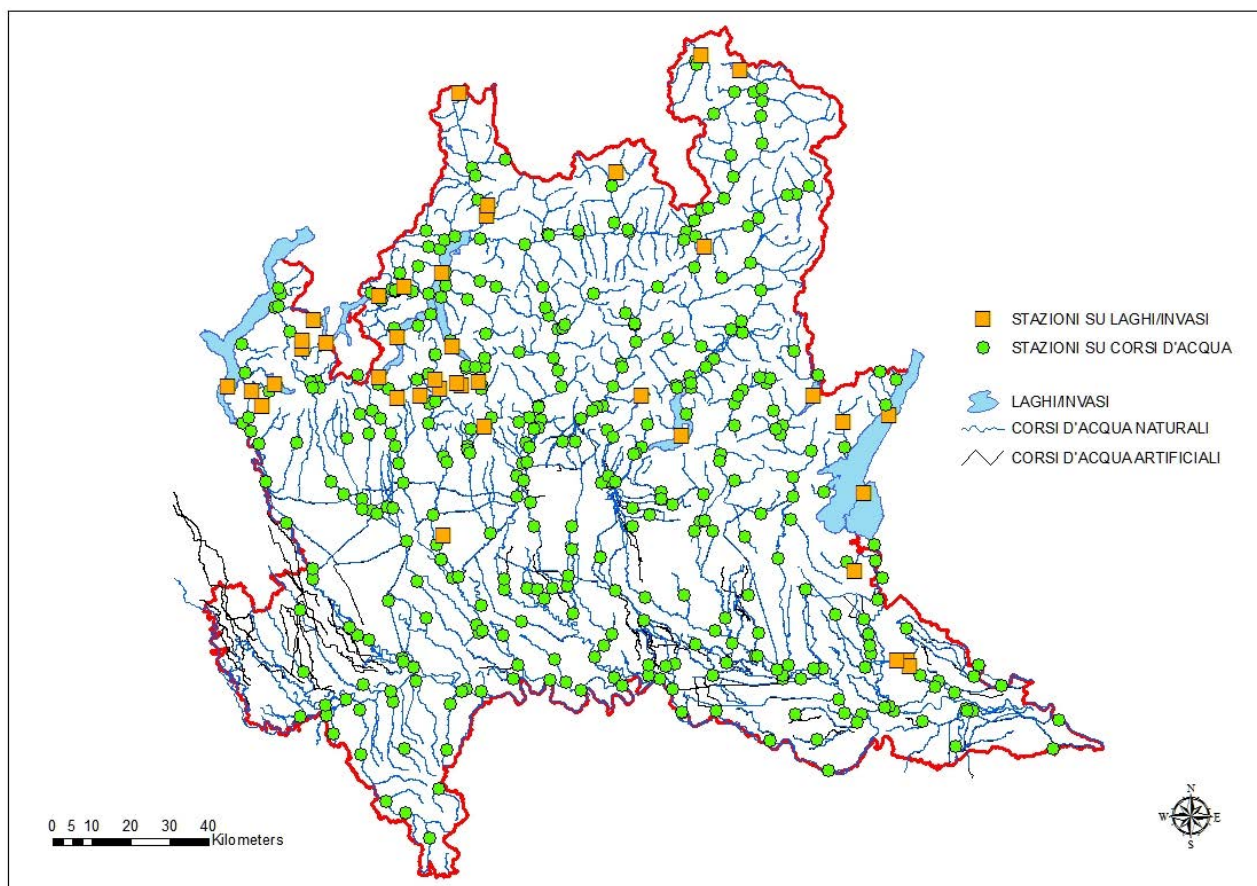 STAZIONI SU LAGHI/INVASI
STAZIONI SU CORSI D'ACQUA
LAGHI/INVASI
CORSI D'ACQUA NATURALI
CORSI D'ACQUA ARTIFICIALI
0 5 10 20 30 40
Kilometers
N
W E
S